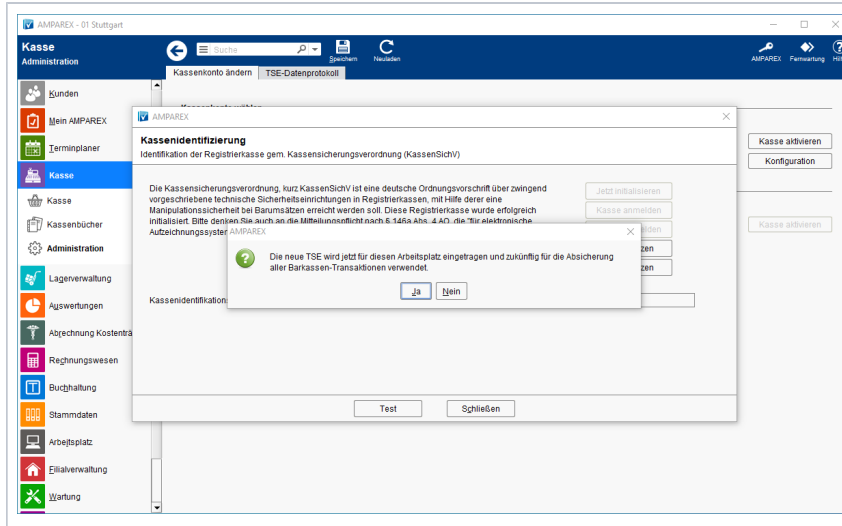 AMPAREX - 01 Stuttgart
Kasse
Administration
Suche
Speichern
Neuladen
AMPAREX
Fernwartung
Kassenkonto ändern
TSE-Datenprotokoll
Kunden
Mein AMPAREX
Terminplaner
Kasse
Kasse
Kassenbücher
Administration
Lagerverwaltung
Auswertungen
Abrechnung Kostenträ
Rechnungswesen
Buchhaltung
Stammdaten
Arbeitsplatz
Filialverwaltung
Wartung
Kasse aktivieren
Konfiguration
Kasse aktivieren
AMPAREX
Kassenidentifizierung
Identifikation der Registrierkasse gem. Kassensicherungsverordnung (KassenSichV)
Die Kassensicherungsverordnung, kurz KassenSichV ist eine deutsche Ordnungsvorschrift über zwingend
vorgeschriebene technische Sicherheitseinrichtungen in Registrierkassen, mit Hilfe derer eine
Manipulationssicherheit bei Barumsätzen erreicht werden soll. Diese Registrierkasse wurde erfolgreich
initialisiert. Bitte denken Sie auch an die Mitteilungspflicht nach § 146a Abs. 4 AO, die "für elektronische
Aufzeichnungssystem
Jetzt initialisieren
Kasse anmelden
elden
zen
zen
Kassenidentifikation
AMPAREX
Die neue TSE wird jetzt für diesen Arbeitsplatz eingetragen und zukünftig für die Absicherung
aller Barkassen-Transaktionen verwendet.
Ja
Nein
Test
Schließen